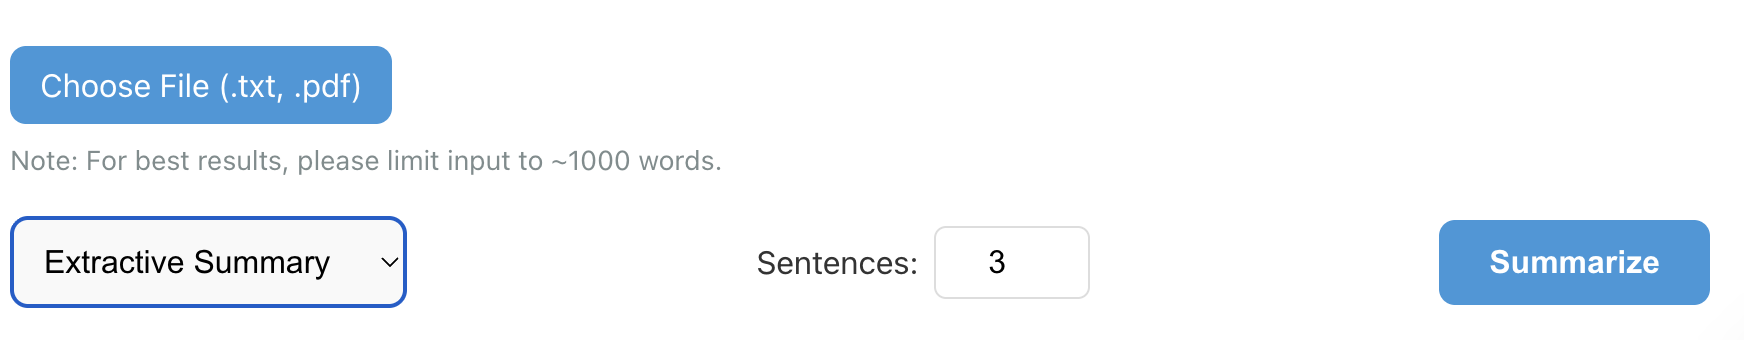 Choose File (.txt, .pdf)
Note: For best results, please limit input to ~1000 words.
Extractive Summary Sentences: 3 Summarize